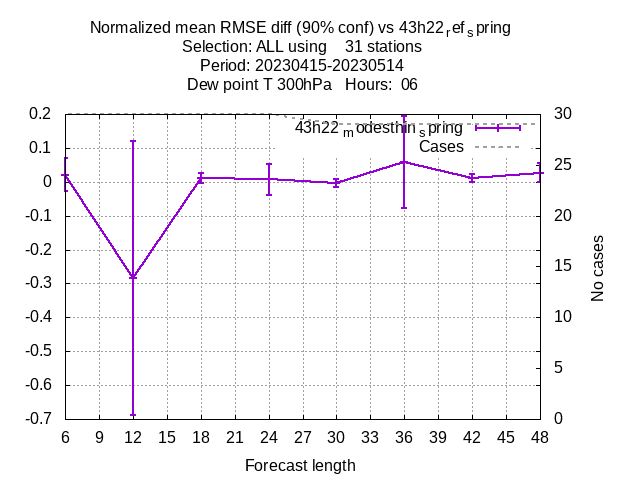 Normalized mean RMSE diff (90% conf) vs 43h22refspring
Selection: ALL using    31 stations
Period: 20230415-20230514
Dew point T 300hPa   Hours:  06
0.2
0.1
0
-0.1
-0.2
-0.3
-0.4
-0.5
-0.6
-0.7
43h22modesthinspring
Cases
30
25
20
15
10
5
0
No cases
6 9 12 15 18 21 24 27 30 33 36 39 42 45 48
Forecast length